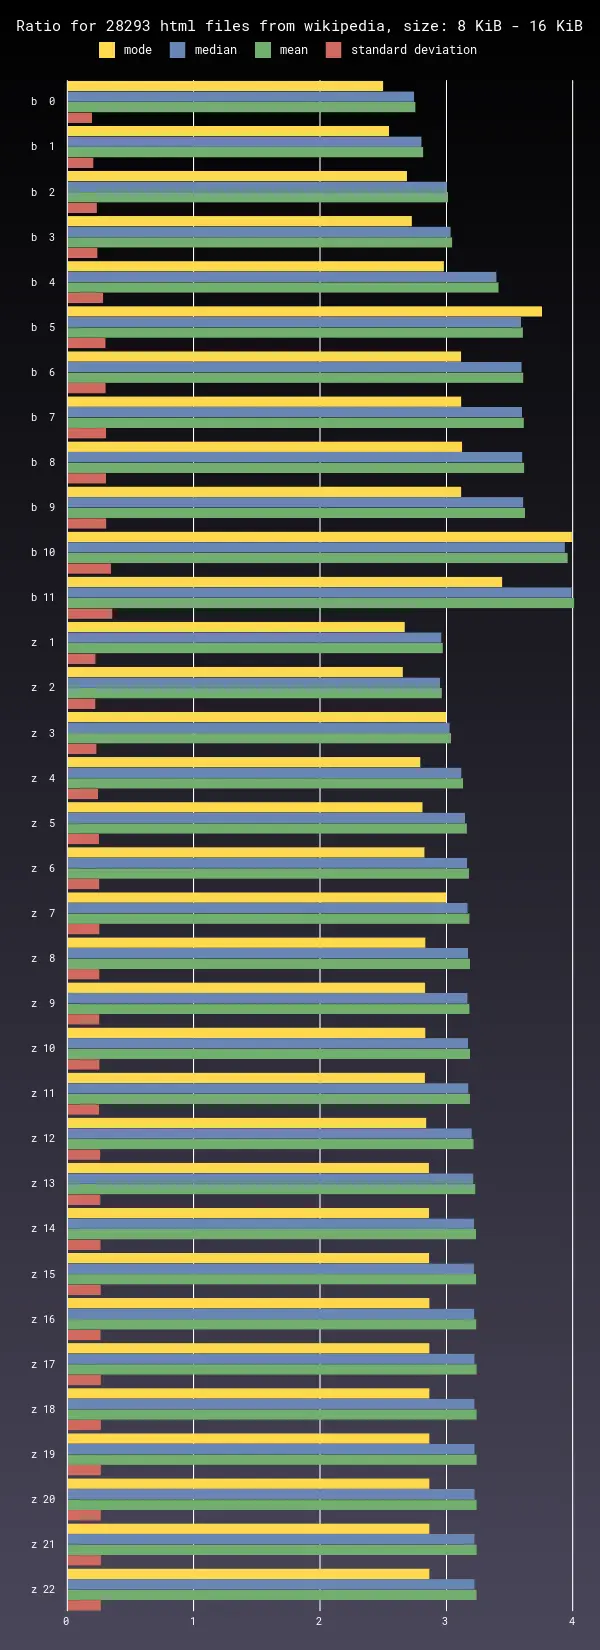 Ratio for 28293 html files from wikipedia, size: 8 KiB - 16 KiB
mode median mean standard deviation
b 0
b 1
b 2
b 3
b 4
b 5
b 6
b 7
b 8
b 9
b 10
b 11
z 1
z 2
z 3
z 4
z 5
z 6
z 7
z 8
z 9
z 10
z 11
z 12
z 13
z 14
z 15
z 16
z 17
z 18
z 19
z 20
z 21
z 22
0 1 2 3 4